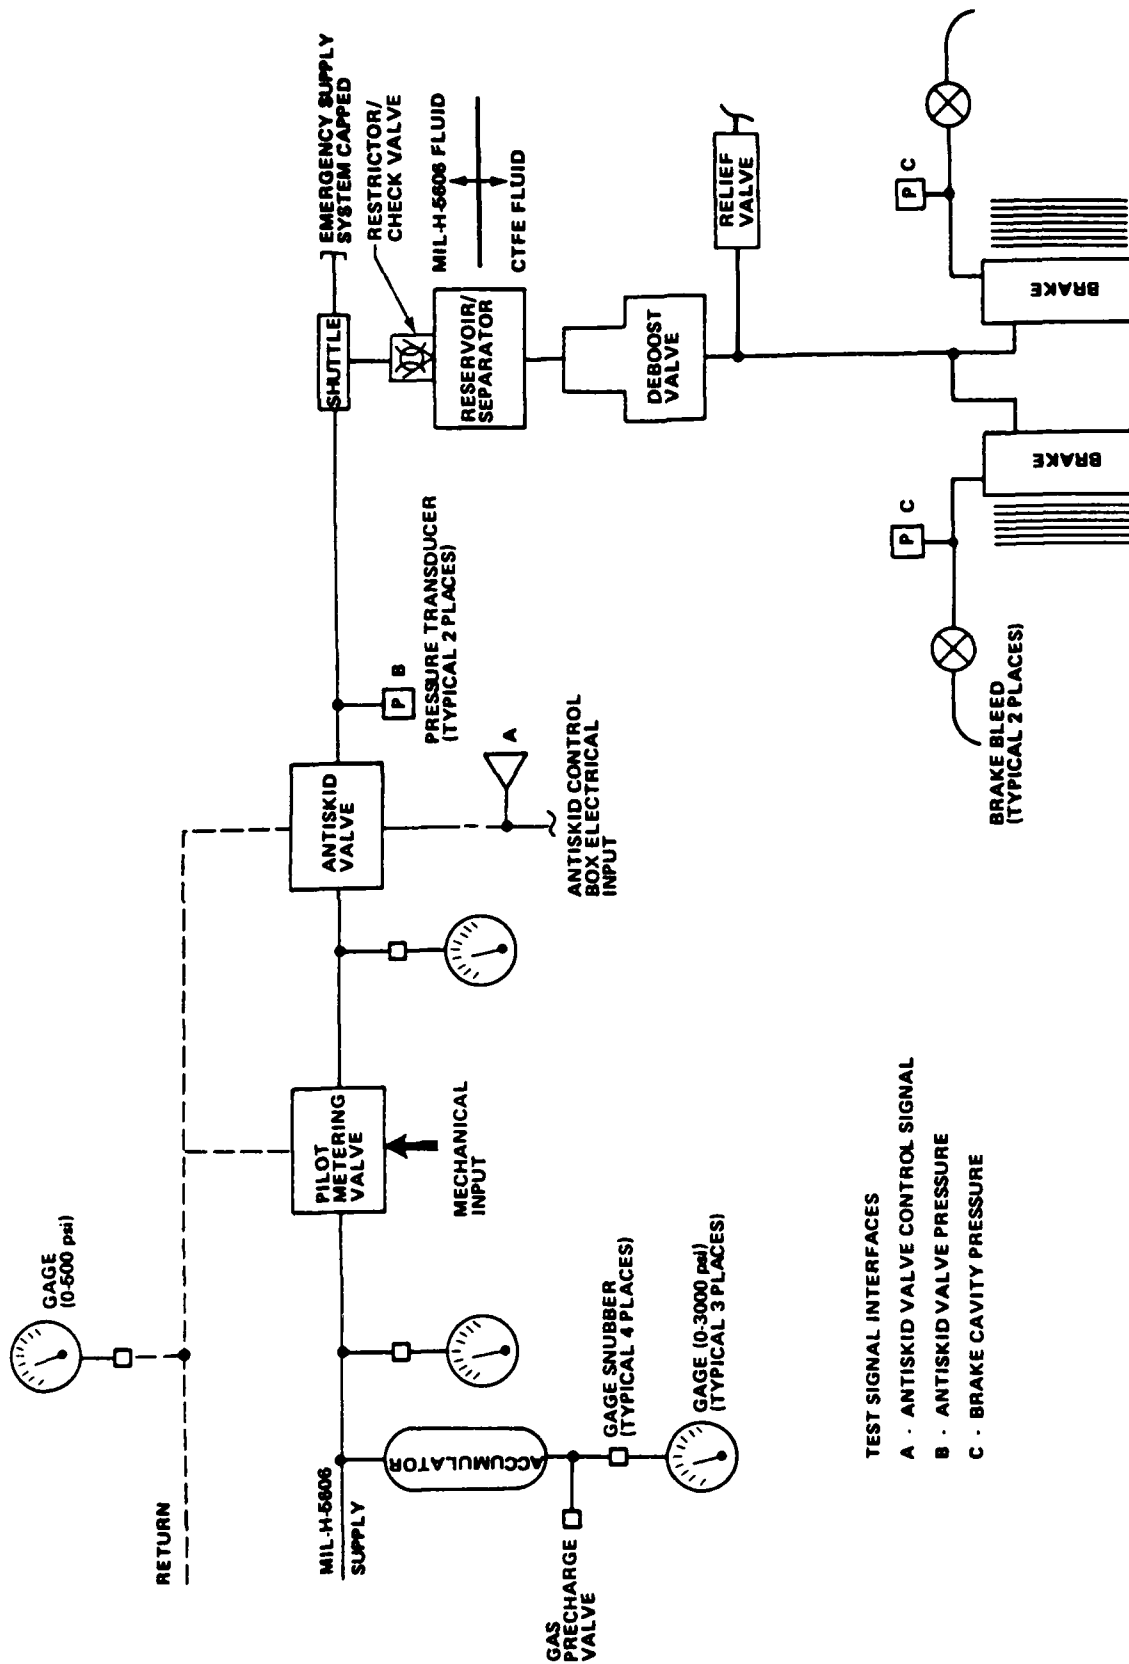 GAGE
(0-500 psi)
RETURN
MIL-H-5606
SUPPLY
ACCUMULATOR
GAS
PRECHARGE
VALVE
GAGE SNUBBER
(TYPICAL 4 PLACES)
GAGE (0-3000 psi)
(TYPICAL 3 PLACES)
PILOT
METERING
VALVE
MECHANICAL
INPUT
ANTISKID
VALVE
A
ANTISKID CONTROL
BOX ELECTRICAL
INPUT
P B
PRESSURE TRANSDUCER
(TYPICAL 2 PLACES)
SHUTTLE
EMERGENCY SUPPLY
SYSTEM CAPPED
RESTRICTOR/
CHECK VALVE
MIL-H-5606 FLUID
CTFE FLUID
RESERVOIR/
SEPARATOR
DEBOOST
VALVE
RELIEF
VALVE
P C
P C
BRAKE
BRAKE
BRAKE BLEED
(TYPICAL 2 PLACES)
TEST SIGNAL INTERFACES
A - ANTISKID VALVE CONTROL SIGNAL
B - ANTISKID VALVE PRESSURE
C - BRAKE CAVITY PRESSURE